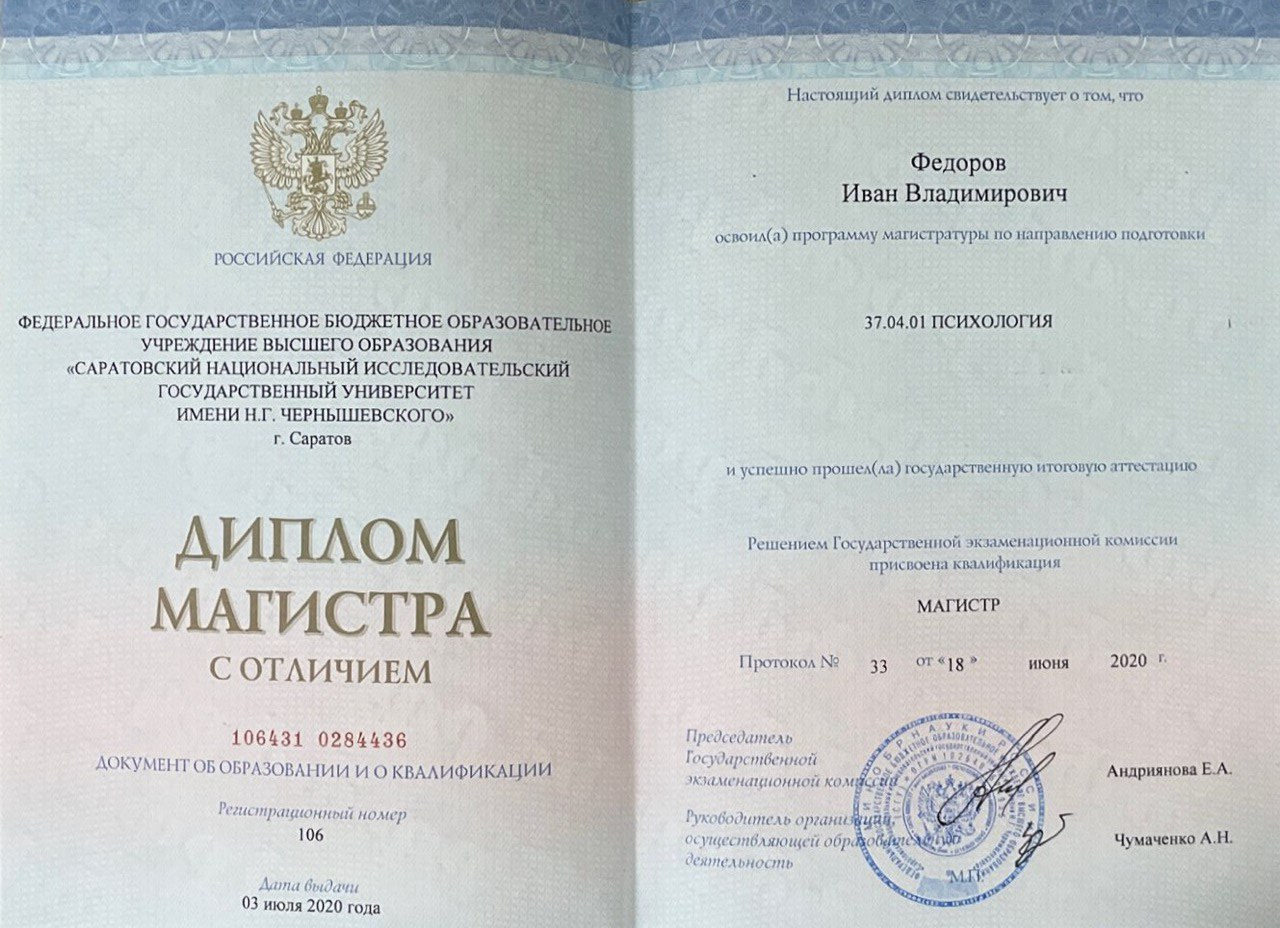 РОССИЙСКАЯ ФЕДЕРАЦИЯ
ФЕДЕРАЛЬНОЕ ГОСУДАРСТВЕННОЕ БЮДЖЕТНОЕ ОБРАЗОВАТЕЛЬНОЕ
УЧРЕЖДЕНИЕ ВЫСШЕГО ОБРАЗОВАНИЯ
«САРАТОВСКИЙ НАЦИОНАЛЬНЫЙ ИССЛЕДОВАТЕЛЬСКИЙ
ГОСУДАРСТВЕННЫЙ УНИВЕРСИТЕТ
ИМЕНИ Н.Г. ЧЕРНЫШЕВСКОГО»
г. Саратов
ДИПЛОМ
МАГИСТРА
С ОТЛИЧИЕМ
106431 0284436
ДОКУМЕНТ ОБ ОБРАЗОВАНИИ И О КВАЛИФИКАЦИИ
Регистрационный номер
106
Дата выдачи
03 июля 2020 года
Настоящий диплом свидетельствует о том, что
Федоров
Иван Владимирович
освоил(а) программу магистратуры по направлению подготовки
37.04.01 ПСИХОЛОГИЯ
и успешно прошел(ла) государственную итоговую аттестацию
Решением Государственной экзаменационной комиссии
присвоена квалификация
МАГИСТР
Протокол № 33 от «18» июня 2020 г.
Председатель
Государственной
экзаменационной комиссии
Андриянова Е.А.
Руководитель организации,
осуществляющей образовательную
деятельность
Чумаченко А.Н.
М.П.
МИНОБРНАУКИ РОССИИ